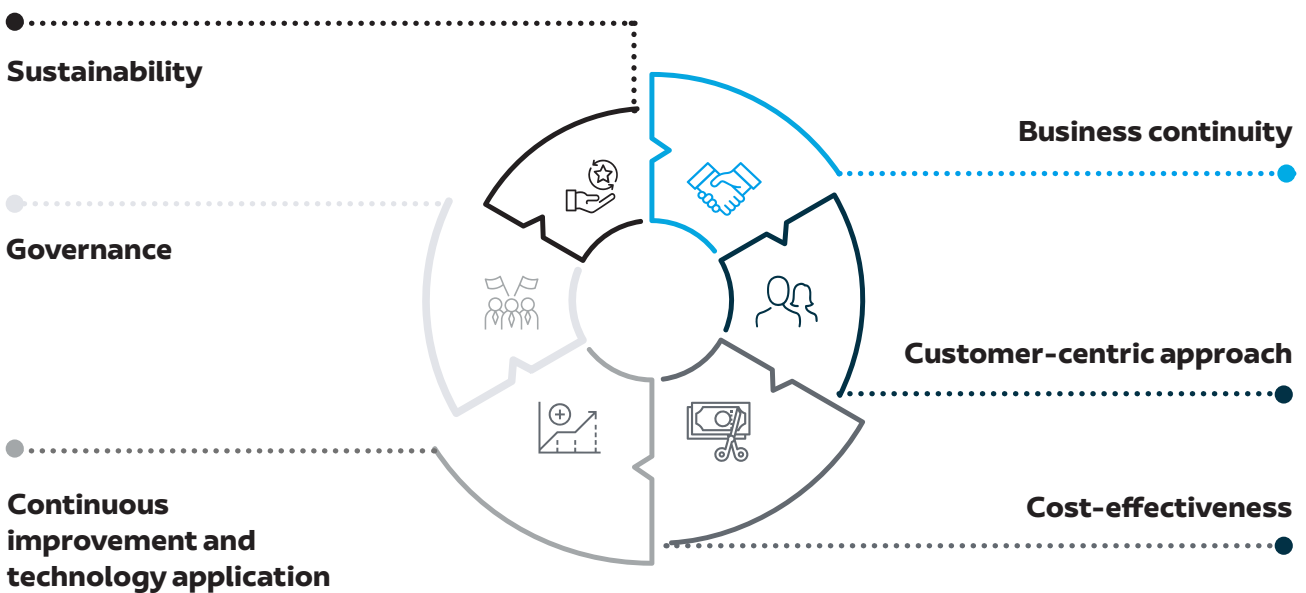 Sustainability
Business continuity
Governance
Customer-centric approach
Continuous
improvement and
technology application
Cost-effectiveness